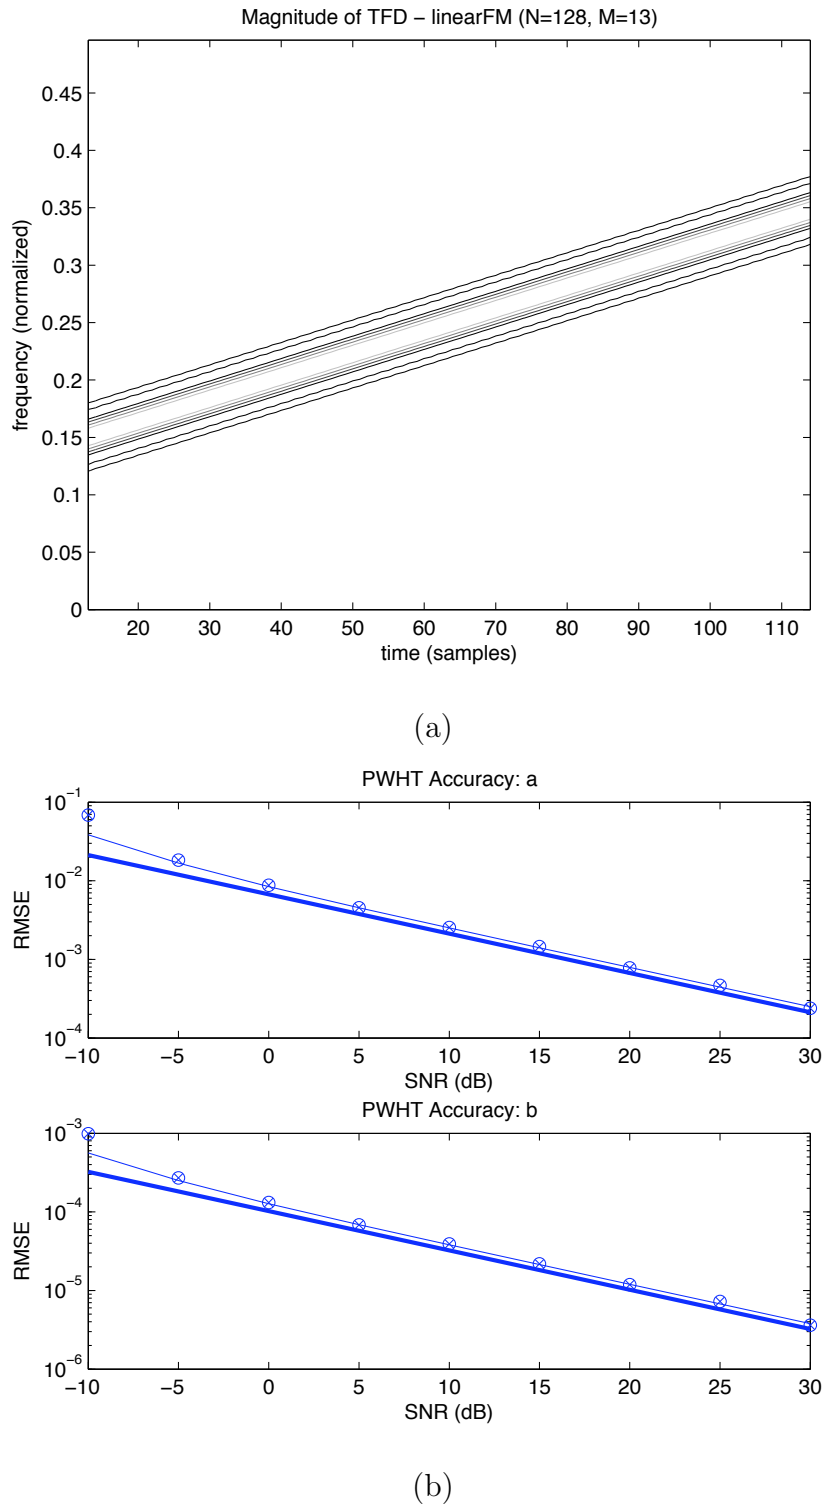 Magnitude of TFD − linearFM (N=128, M=13)
0.45
0.4
0.35
0.3
0.25
0.2
0.15
0.1
0.05
0
frequency (normalized)
20 30 40 50 60 70 80 90 100 110
time (samples)
(a)
PWHT Accuracy: a
10⁻¹
10⁻²
10⁻³
10⁻⁴
RMSE
−10 −5 0 5 10 15 20 25 30
SNR (dB)
PWHT Accuracy: b
10⁻³
10⁻⁴
10⁻⁵
10⁻⁶
RMSE
−10 −5 0 5 10 15 20 25 30
SNR (dB)
(b)